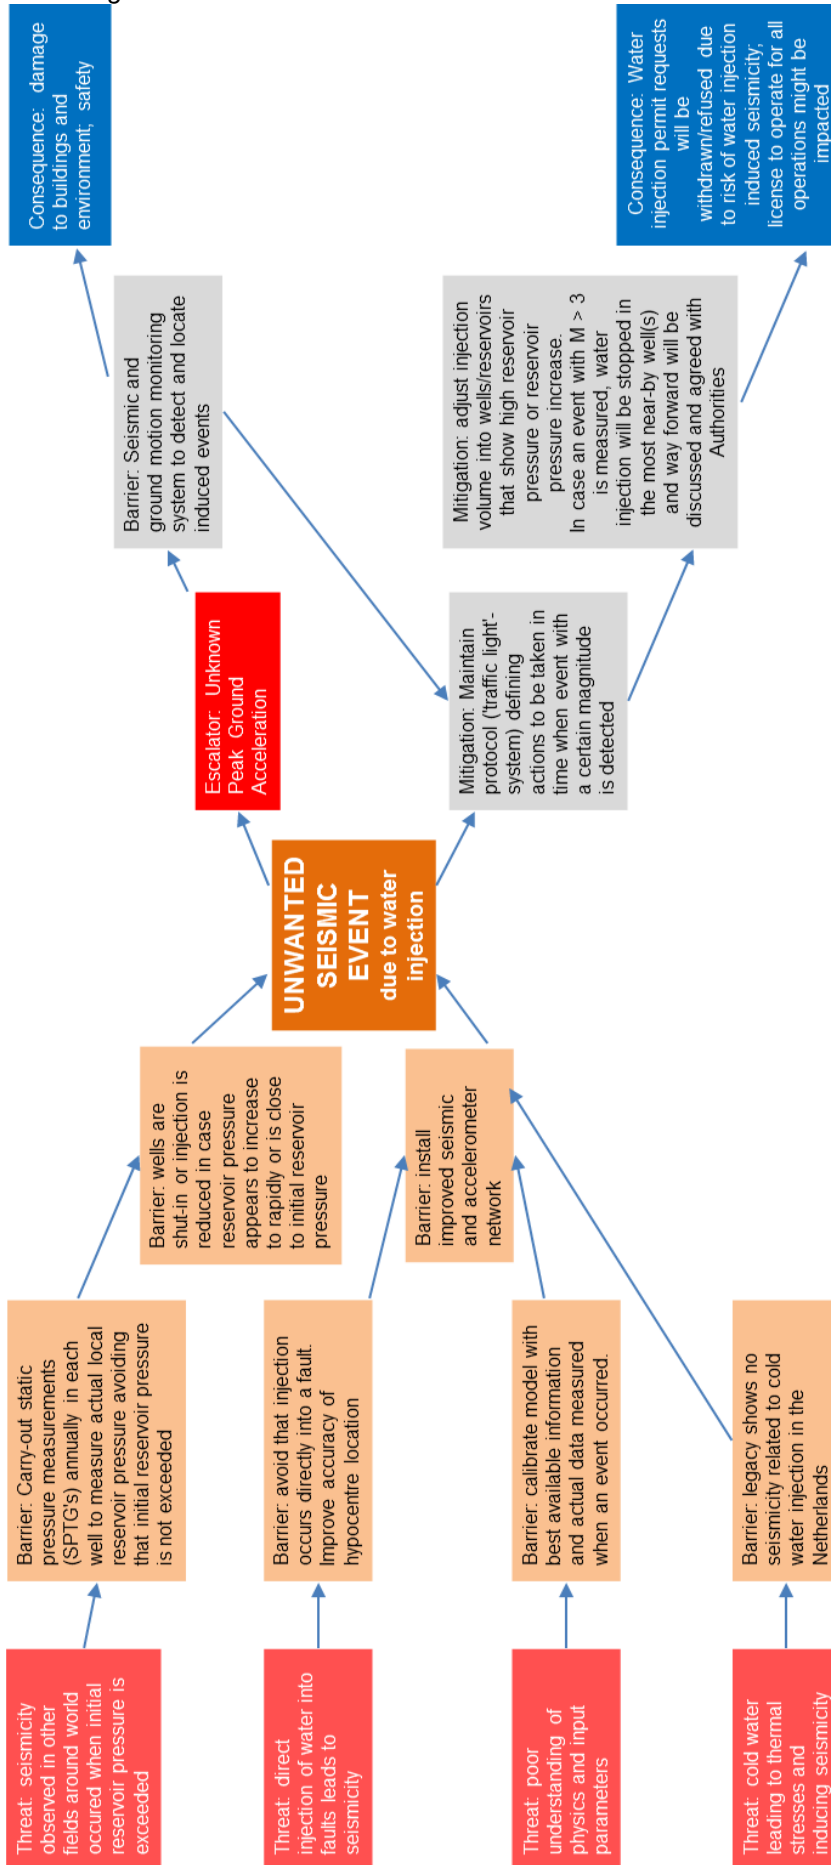 Threat: seismicity
observed in other
fields around world
occured when initial
reservoir pressure is
exceeded
Threat: direct
injection of water into
faults leads to
seismicity
Threat: poor
understanding of
physics and input
parameters
Threat: cold water
leading to thermal
stresses and
inducing seismicity
Barrier: Carry-out static
pressure measurements
(SPTG's) annually in each
well to measure actual local
reservoir pressure avoiding
that initial reservoir pressure
is not exceeded
Barrier: avoid that injection
occurs directly into a fault.
Improve accuracy of
hypocentre location
Barrier: calibrate model with
best available information
and actual data measured
when an event occurred.
Barrier: legacy shows no
seismicity related to cold
water injection in the
Netherlands
Barrier: wells are
shut-in or injection is
reduced in case
reservoir pressure
appears to increase
to rapidly or is close
to initial reservoir
pressure
Barrier: install
improved seismic
and accelerometer
network
UNWANTED
SEISMIC
EVENT
due to water
injection
Escalator: Unknown
Peak Ground
Acceleration
Mitigation: Maintain
protocol ('traffic light'-
system) defining
actions to be taken in
time when event with
a certain magnitude
is detected
Barrier: Seismic and
ground motion monitoring
system to detect and locate
induced events
Mitigation: adjust injection
volume into wells/reservoirs
that show high reservoir
pressure or reservoir
pressure increase.
In case an event with M > 3
is measured, water
injection will be stopped in
the most near-by well(s)
and way forward will be
discussed and agreed with
Authorities
Consequence: damage
to buildings and
environment; safety
Consequence: Water
injection permit requests
will be
withdrawn/refused due
to risk of water injection
induced seismicity;
license to operate for all
operations might be
impacted